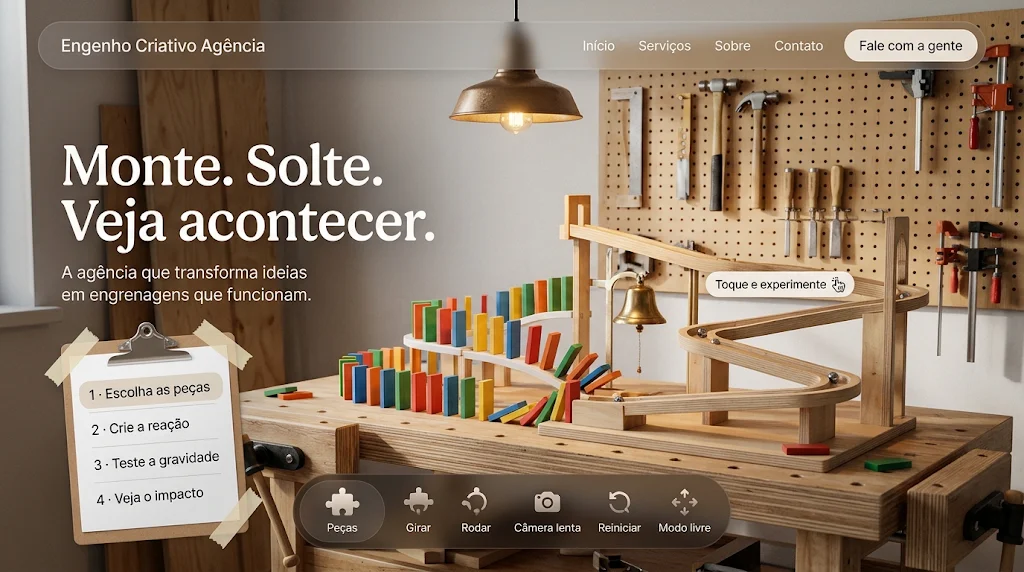 Engenho Criativo Agência
Início
Serviços
Sobre
Contato
Fale com a gente
Monte. Solte.
Veja acontecer.
A agência que transforma ideias
em engrenagens que funcionam.
Toque e experimente
1 · Escolha as peças
2 · Crie a reação
3 · Teste a gravidade
4 · Veja o impacto
Peças
Girar
Rodar
Câmera lenta
Reiniciar
Modo livre